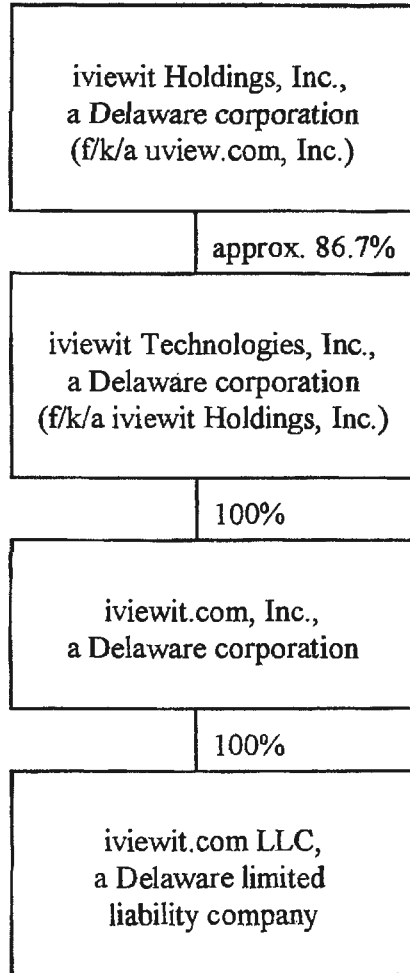 iviewit Holdings, Inc.,
a Delaware corporation
(f/k/a uview.com, Inc.)
approx. 86.7%
iviewit Technologies, Inc.,
a Delaware corporation
(f/k/a iviewit Holdings, Inc.)
100%
iviewit.com, Inc.,
a Delaware corporation
100%
iviewit.com LLC,
a Delaware limited
liability company